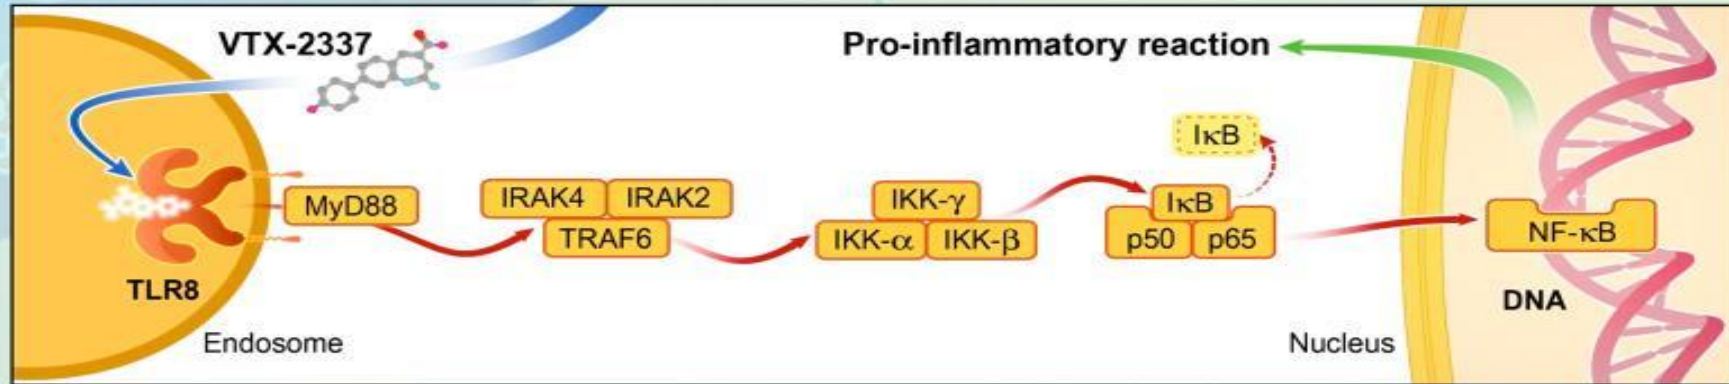 VTX-2337
Pro-inflammatory reaction
IκB
MyD88
IRAK4
IRAK2
TRAF6
IKK-γ
IKK-α
IKK-β
IκB
p50
p65
NF-κB
TLR8
DNA
Endosome
Nucleus